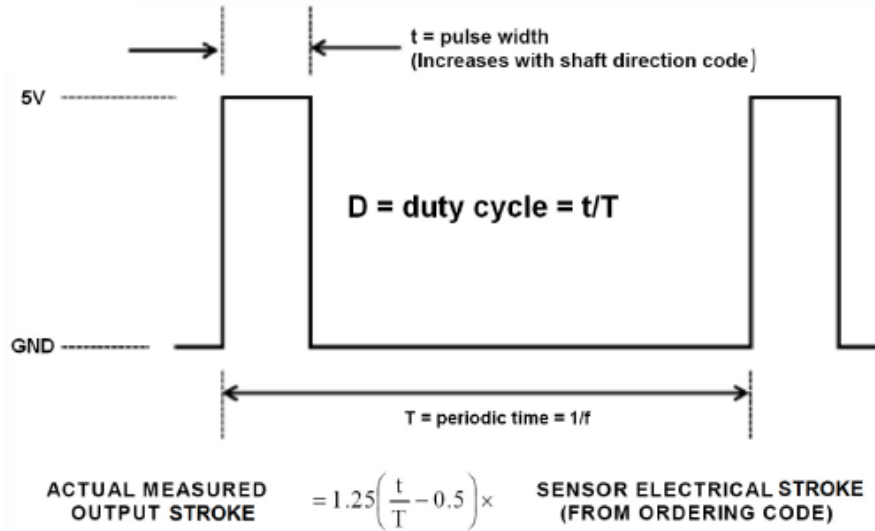 t = pulse width
(Increases with shaft direction code)
5V
D = duty cycle = t/T
GND
T = periodic time = 1/f
ACTUAL MEASURED OUTPUT STROKE = 1.25(t/T − 0.5) × SENSOR ELECTRICAL STROKE (FROM ORDERING CODE)